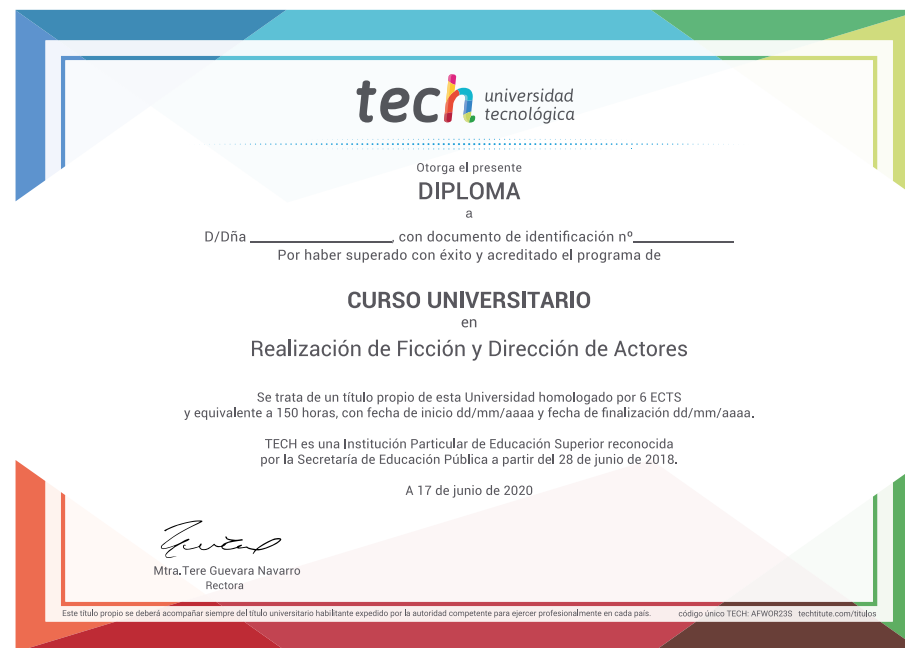 tech universidad
tecnológica
Otorga el presente
DIPLOMA
a
D/Dña ____________, con documento de identificación nº____________
Por haber superado con éxito y acreditado el programa de
CURSO UNIVERSITARIO
en
Realización de Ficción y Dirección de Actores
Se trata de un título propio de esta Universidad homologado por 6 ECTS
y equivalente a 150 horas, con fecha de inicio dd/mm/aaaa y fecha de finalización dd/mm/aaaa.
TECH es una Institución Particular de Educación Superior reconocida
por la Secretaría de Educación Pública a partir del 28 de junio de 2018.
A 17 de junio de 2020
Mtra.Tere Guevara Navarro
Rectora
Este título propio se deberá acompañar siempre del título universitario habilitante expedido por la autoridad competente para ejercer profesionalmente en cada país. código único TECH: AFWOR23S techtitute.com/titulos